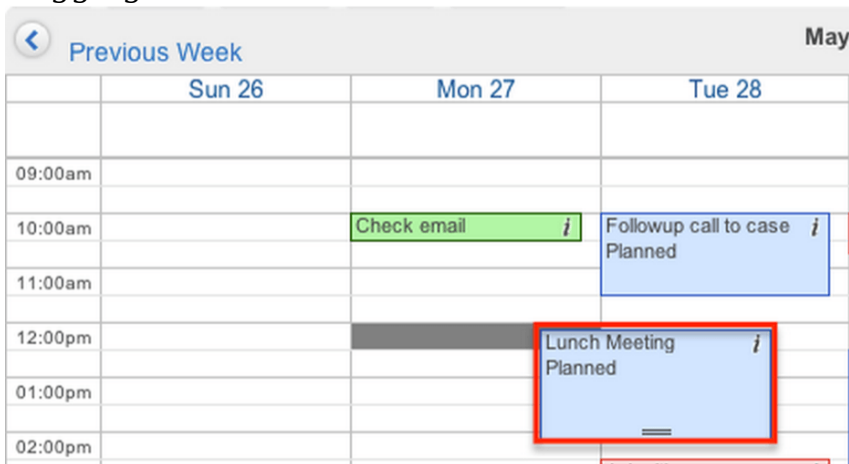 Previous Week
May
Sun 26
Mon 27
Tue 28
09:00am
10:00am
Check email i
Followup call to case i
Planned
11:00am
12:00pm
Lunch Meeting i
Planned
01:00pm
02:00pm